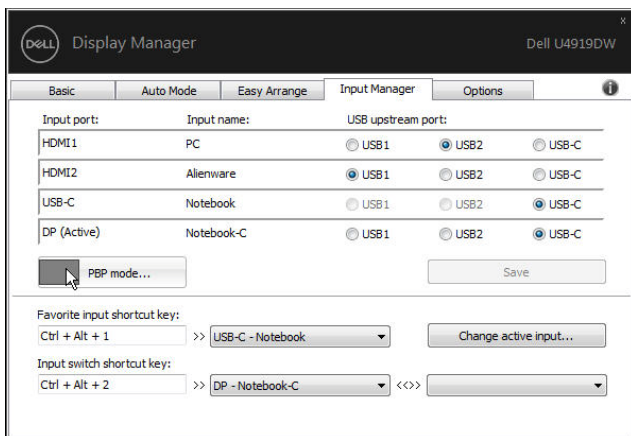 x
DELL Display Manager Dell U4919DW
Basic Auto Mode Easy Arrange Input Manager Options i
Input port: Input name: USB upstream port:
HDMI1 PC USB1 USB2 USB-C
HDMI2 Alienware USB1 USB2 USB-C
USB-C Notebook USB1 USB2 USB-C
DP (Active) Notebook-C USB1 USB2 USB-C
PBP mode... Save
Favorite input shortcut key:
Ctrl + Alt + 1 >> USB-C - Notebook Change active input...
Input switch shortcut key:
Ctrl + Alt + 2 >> DP - Notebook-C <<>>